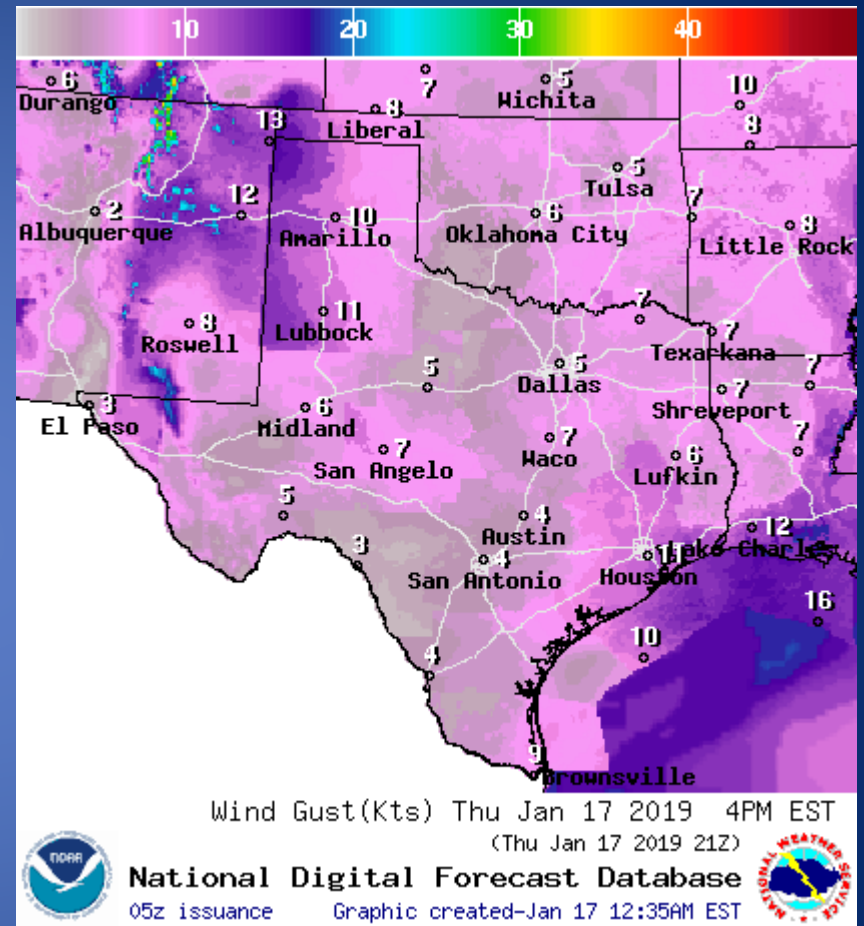 10 20 30 40
6 7 5 10
Durango 8 Wichita
13 Liberal 8
5
Tulsa
2 12 10 6 7 8
Albuquerque Amarillo Oklahoma City Little Rock
8 11 7 7
Roswell Lubbock Texarkana
5 5 7 7
Dallas
3 6 Shreveport
El Paso Midland
7 7 6 7
San Angelo Waco Lufkin
5 4 12
Austin Lake Charles
3 4 11
San Antonio Houston
16
4 10
9
Brownsville
Wind Gust(Kts) Thu Jan 17 2019 4PM EST
(Thu Jan 17 2019 21Z)
National Digital Forecast Database
05z issuance Graphic created-Jan 17 12:35AM EST
NOAA
NATIONAL WEATHER SERVICE